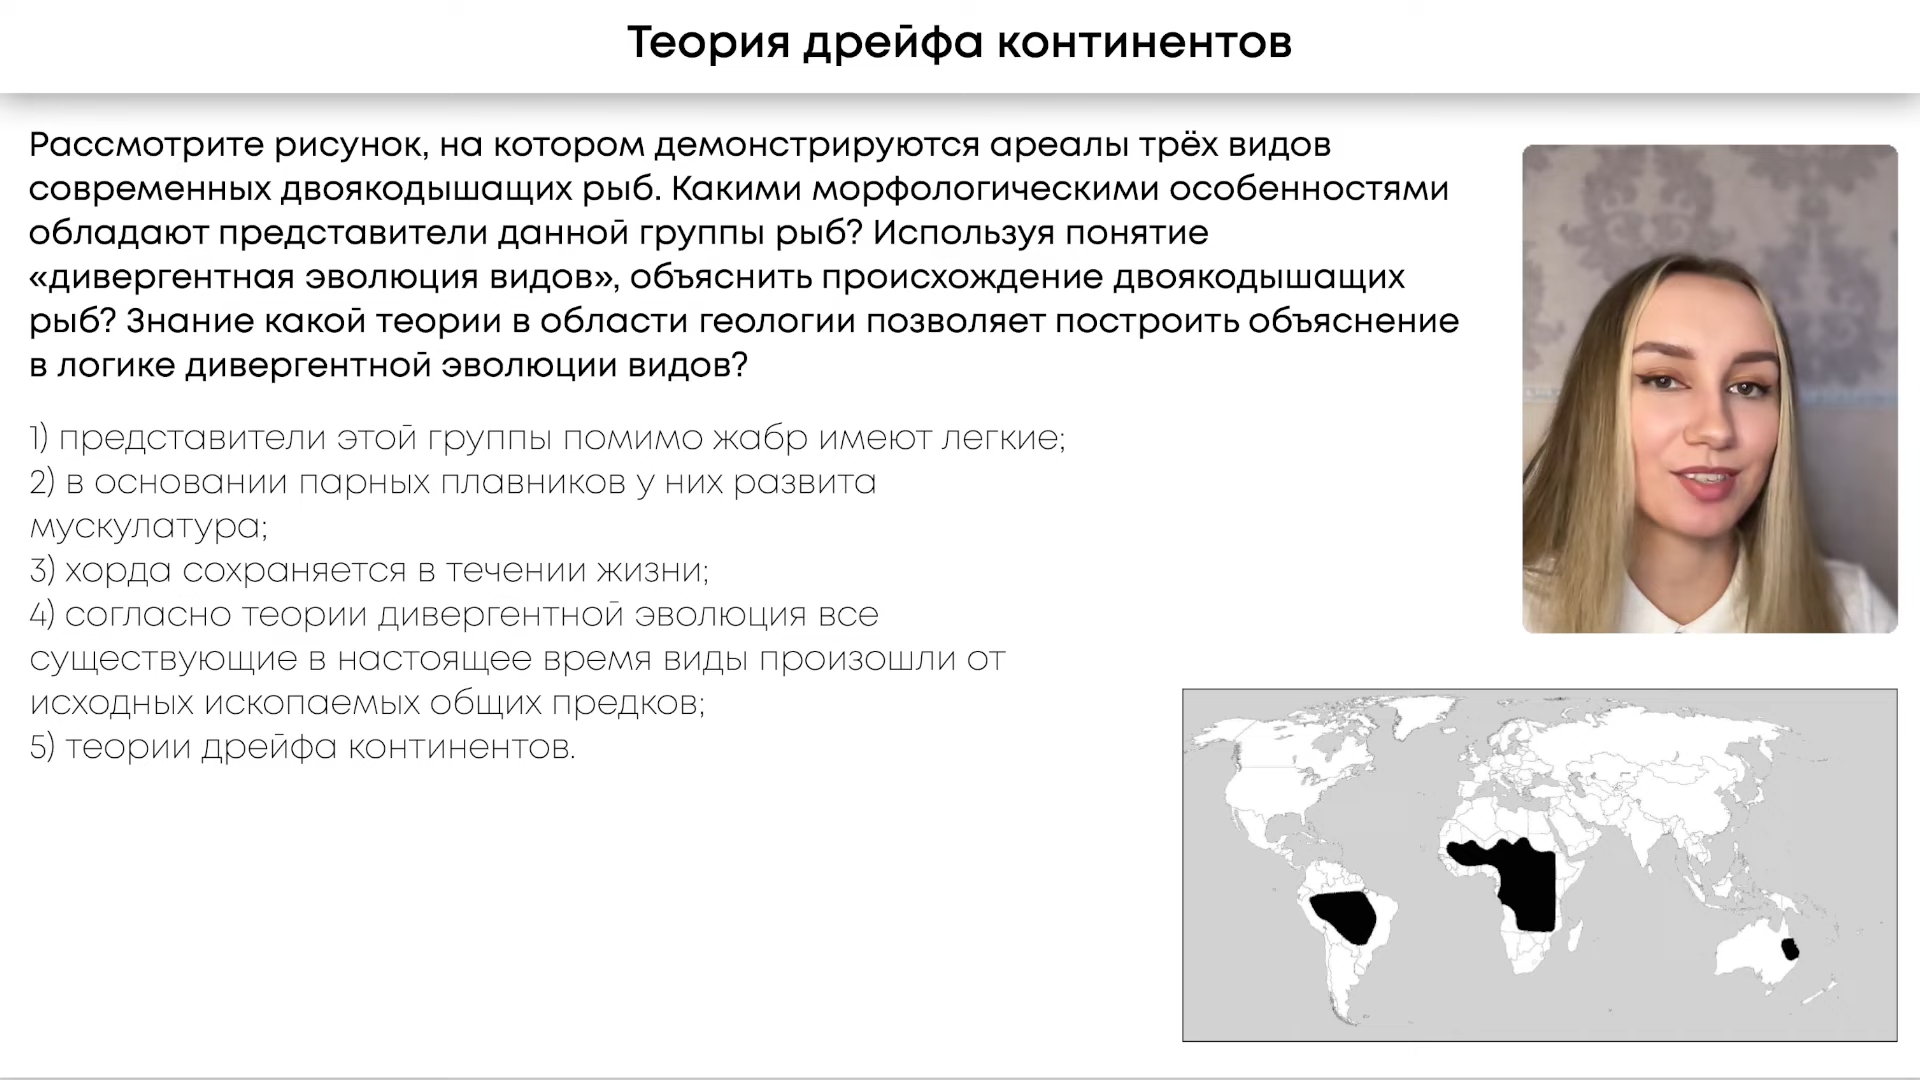 Теория дрейфа континентов
Рассмотрите рисунок, на котором демонстрируются ареалы трёх видов
современных двоякодышащих рыб. Какими морфологическими особенностями
обладают представители данной группы рыб? Используя понятие
«дивергентная эволюция видов», объяснить происхождение двоякодышащих
рыб? Знание какой теории в области геологии позволяет построить объяснение
в логике дивергентной эволюции видов?
1) представители этой группы помимо жабр имеют легкие;
2) в основании парных плавников у них развита
мускулатура;
3) хорда сохраняется в течении жизни;
4) согласно теории дивергентной эволюция все
существующие в настоящее время виды произошли от
исходных ископаемых общих предков;
5) теории дрейфа континентов.